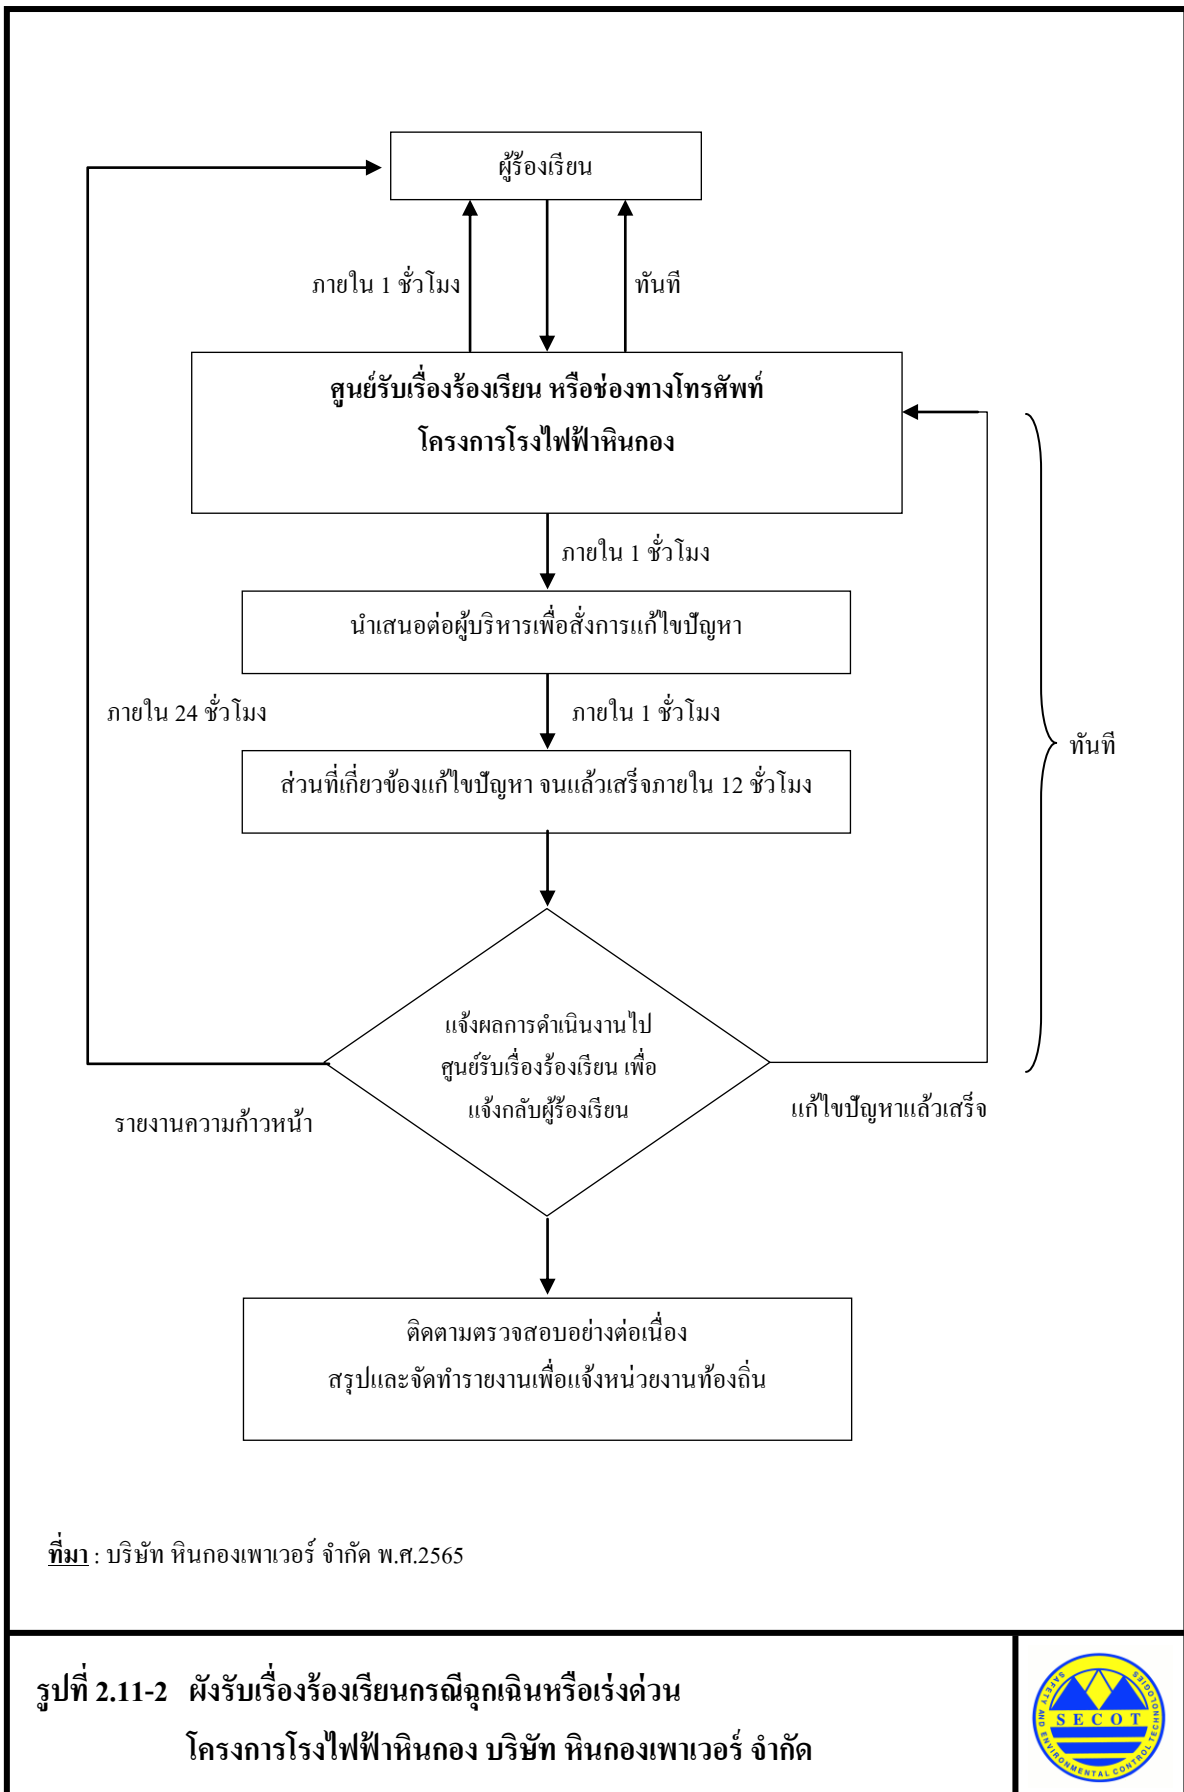 ผู้ร้องเรียน
ภายใน 1 ชั่วโมง
ทันที
ศูนย์รับเรื่องร้องเรียน หรือช่องทางโทรศัพท์
โครงการโรงไฟฟ้าหินกอง
ภายใน 1 ชั่วโมง
นำเสนอต่อผู้บริหารเพื่อสั่งการแก้ไขปัญหา
ภายใน 24 ชั่วโมง
ภายใน 1 ชั่วโมง
ทันที
ส่วนที่เกี่ยวข้องแก้ไขปัญหา จนแล้วเสร็จภายใน 12 ชั่วโมง
แจ้งผลการดำเนินงานไป
ศูนย์รับเรื่องร้องเรียน เพื่อ
แจ้งกลับผู้ร้องเรียน
รายงานความก้าวหน้า
แก้ไขปัญหาแล้วเสร็จ
ติดตามตรวจสอบอย่างต่อเนื่อง
สรุปและจัดทำรายงานเพื่อแจ้งหน่วยงานท้องถิ่น
ที่มา : บริษัท หินกองเพาเวอร์ จำกัด พ.ศ.2565
รูปที่ 2.11-2 ผังรับเรื่องร้องเรียนกรณีฉุกเฉินหรือเร่งด่วน
โครงการโรงไฟฟ้าหินกอง บริษัท หินกองเพาเวอร์ จำกัด
SECOT
SAFETY AND ENVIRONMENTAL CONTROL TECHNOLOGIES